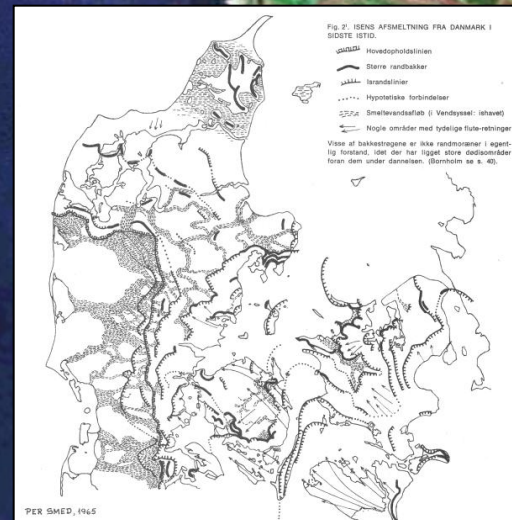 Fig. 2¹. ISENS AFSMELTNING FRA DANMARK I
SIDSTE ISTID.
Hovedopholdslinien
Større randbakker
Israndslinier
Hypotetiske forbindelser
Smeltevandsafløb (i Vendsyssel: ishavet)
Nogle områder med tydelige flute-retninger
Visse af bakkestrøgene er ikke randmoræner i egent-
lig forstand, idet der har ligget store dødisområder
foran dem under dannelsen. (Bornholm se s. 40).
PER SMED, 1965